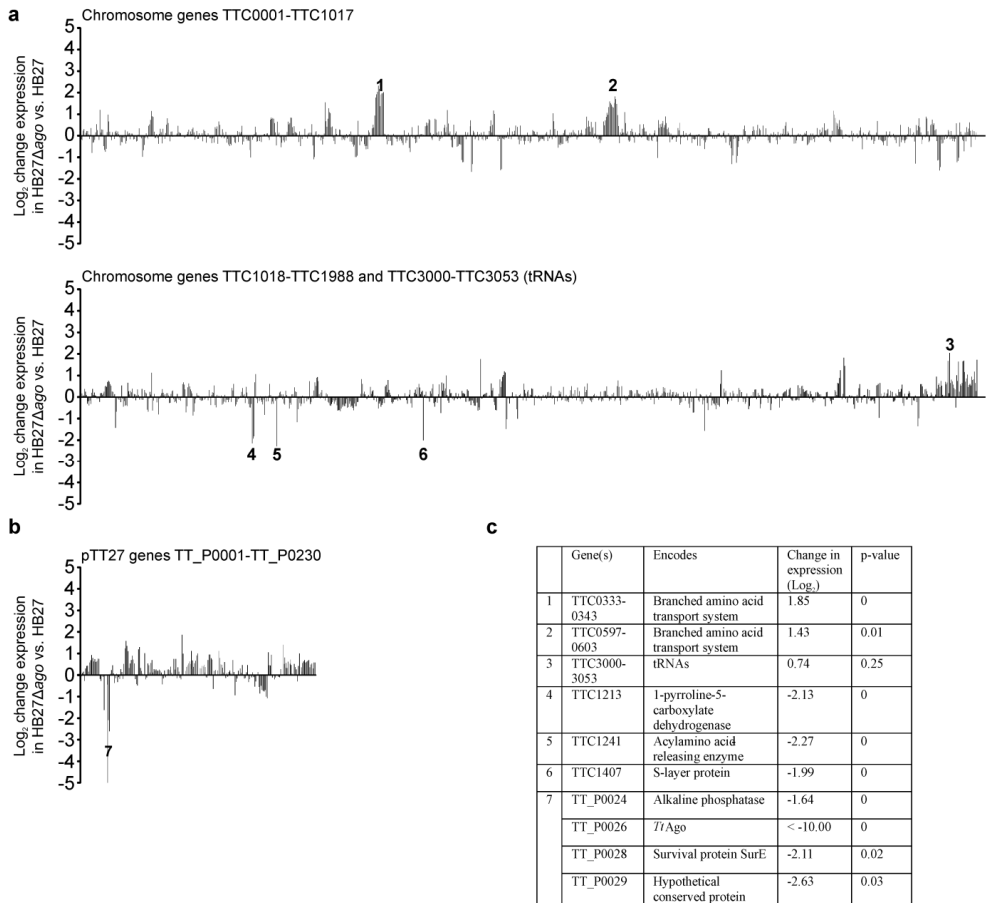 a
Chromosome genes TTC0001-TTC1017
Log2 change expression
in HB27Δago vs. HB27
5
4
3
2
1
0
-1
-2
-3
-4
-5
1
2
Chromosome genes TTC1018-TTC1988 and TTC3000-TTC3053 (tRNAs)
Log2 change expression
in HB27Δago vs. HB27
5
4
3
2
1
0
-1
-2
-3
-4
-5
3
4
5
6
b
pTT27 genes TT_P0001-TT_P0230
Log2 change expression
in HB27Δago vs. HB27
5
4
3
2
1
0
-1
-2
-3
-4
-5
7
c
Gene(s) Encodes Change in p-value
expression
(Log2)
1 TTC0333- Branched amino acid 1.85 0
0343 transport system
2 TTC0597- Branched amino acid 1.43 0.01
0603 transport system
3 TTC3000- tRNAs 0.74 0.25
3053
4 TTC1213 1-pyrroline-5- -2.13 0
carboxylate
dehydrogenase
5 TTC1241 Acylamino acid- -2.27 0
releasing enzyme
6 TTC1407 S-layer protein -1.99 0
7 TT_P0024 Alkaline phosphatase -1.64 0
TT_P0026 TtAgo < -10.00 0
TT_P0028 Survival protein SurE -2.11 0.02
TT_P0029 Hypothetical -2.63 0.03
conserved protein